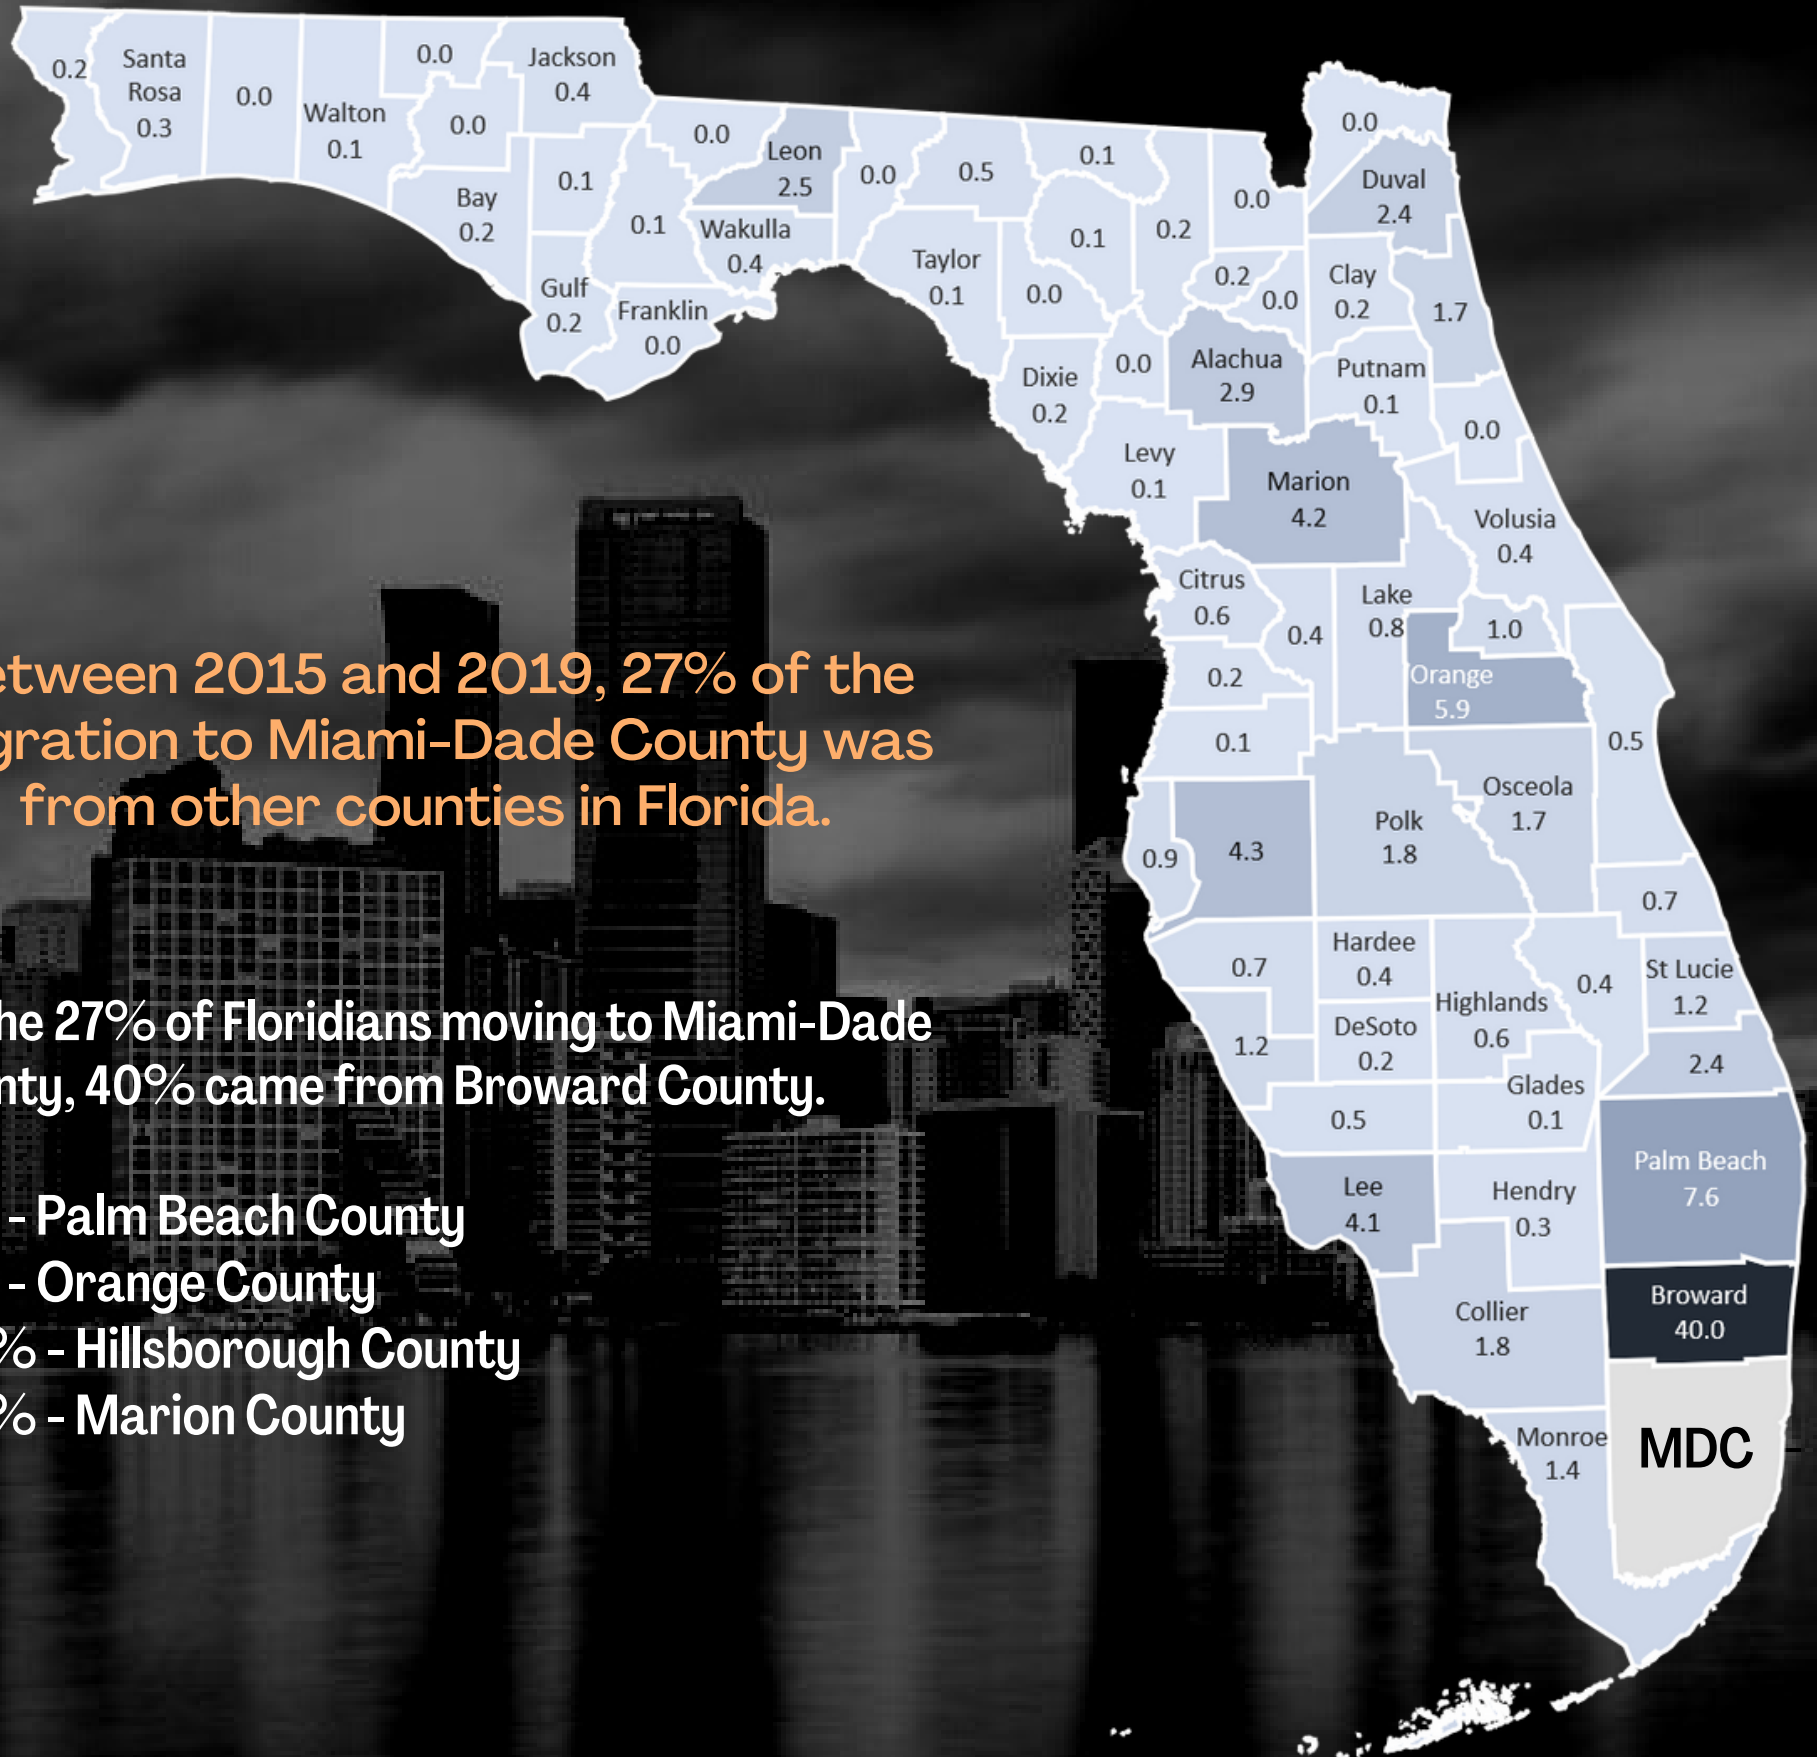 0.2
Santa
Rosa
0.3
0.0
Walton
0.1
0.0
0.0
Jackson
0.4
Bay
0.2
0.1
Gulf
0.2
0.1
Franklin
0.0
0.0
Leon
2.5
Wakulla
0.4
0.0
0.5
Taylor
0.1
0.1
0.1
0.0
0.2
0.0
0.0
Duval
2.4
0.2
0.0
Clay
0.2
1.7
Dixie
0.2
0.0
Alachua
2.9
Putnam
0.1
0.0
Levy
0.1
Marion
4.2
Volusia
0.4
Citrus
0.6
0.4
Lake
0.8
1.0
Orange
5.9
0.2
0.1
0.5
Osceola
1.7
Polk
1.8
0.9
4.3
0.7
0.7
Hardee
0.4
Highlands
0.6
0.4
St Lucie
1.2
1.2
DeSoto
0.2
2.4
0.5
Glades
0.1
Palm Beach
7.6
Lee
4.1
Hendry
0.3
Broward
40.0
Collier
1.8
Monroe
1.4
MDC
etween 2015 and 2019, 27% of the
gration to Miami-Dade County was
from other counties in Florida.
he 27% of Floridians moving to Miami-Dade
nty, 40% came from Broward County.
- Palm Beach County
- Orange County
% - Hillsborough County
% - Marion County